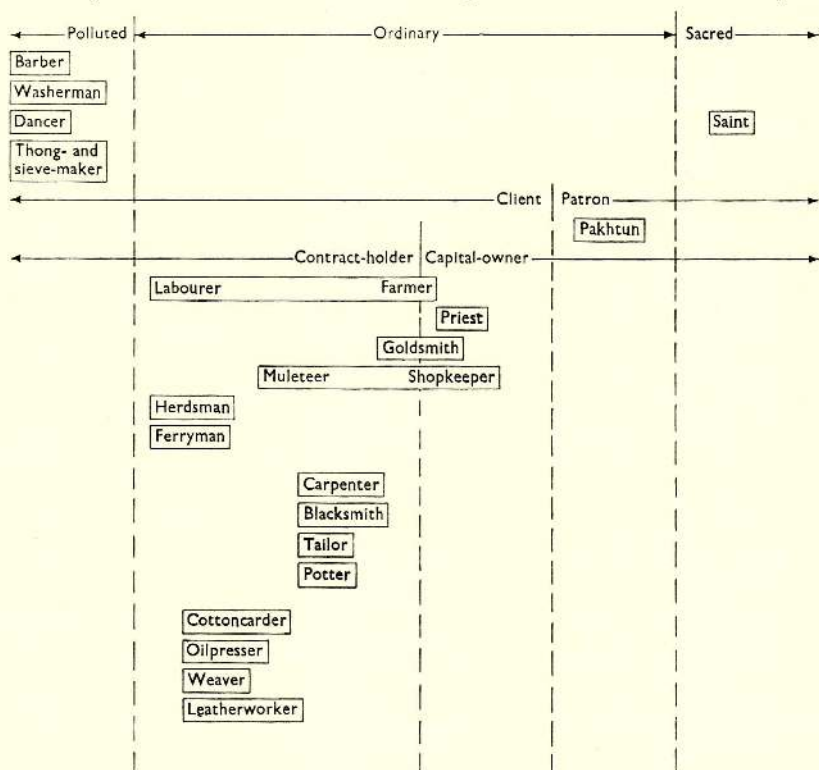 Polluted Ordinary Sacred
Barber
Washerman
Dancer Saint
Thong- and
sieve-maker
Client Patron
Pakhtun
Contract-holder Capital-owner
Labourer Farmer
Priest
Goldsmith
Muleteer Shopkeeper
Herdsman
Ferryman
Carpenter
Blacksmith
Tailor
Potter
Cottoncarder
Oilpresser
Weaver
Leatherworker